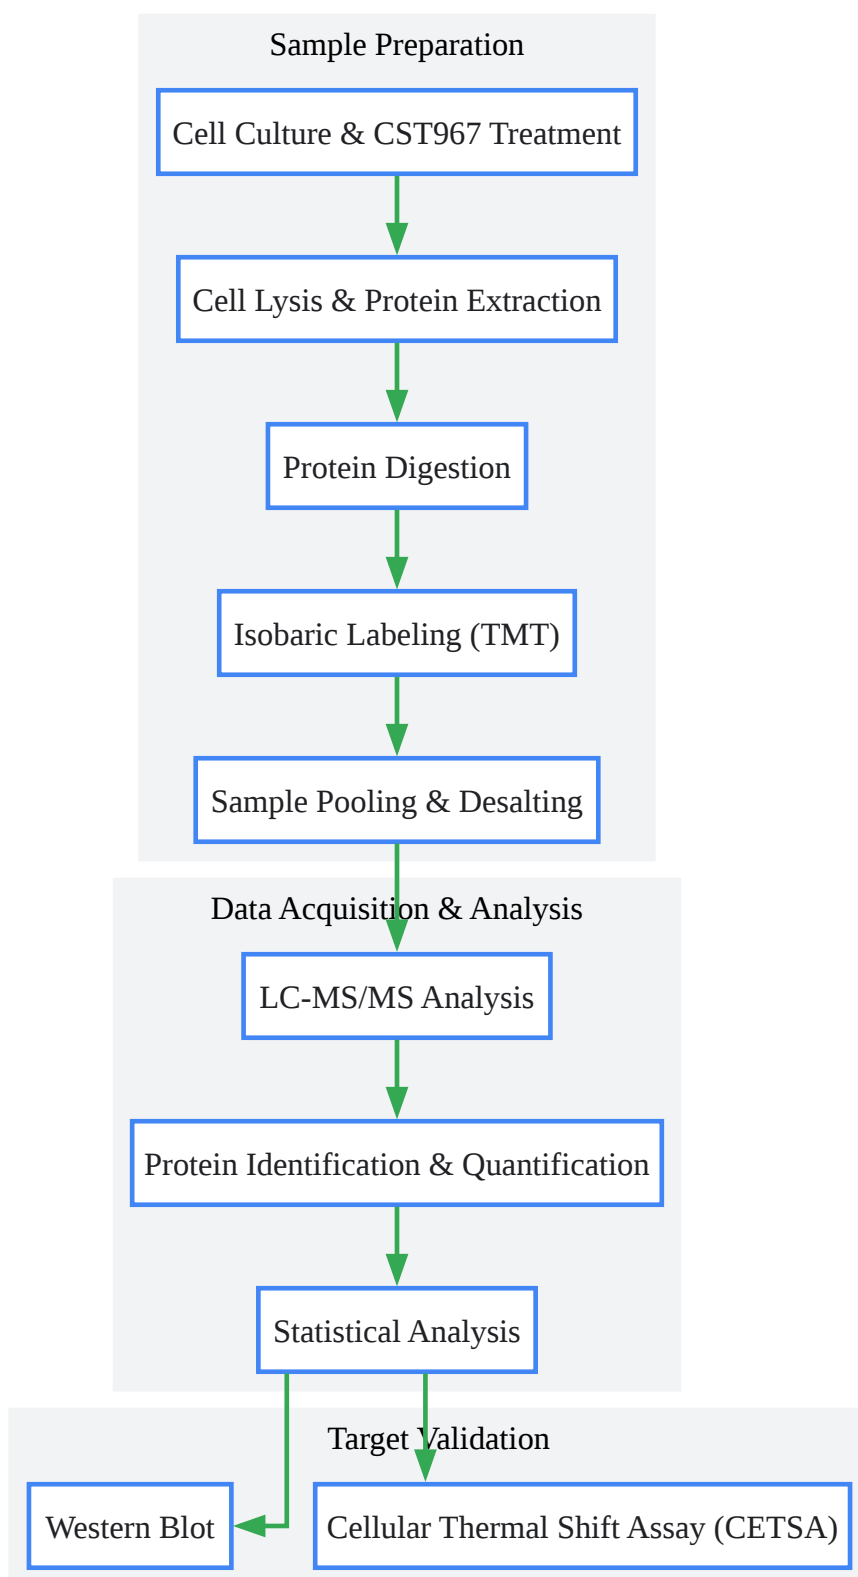 Sample Preparation
Cell Culture & CST967 Treatment
Cell Lysis & Protein Extraction
Protein Digestion
Isobaric Labeling (TMT)
Sample Pooling & Desalting
Data Acquisition & Analysis
LC-MS/MS Analysis
Protein Identification & Quantification
Statistical Analysis
Target Validation
Western Blot
Cellular Thermal Shift Assay (CETSA)